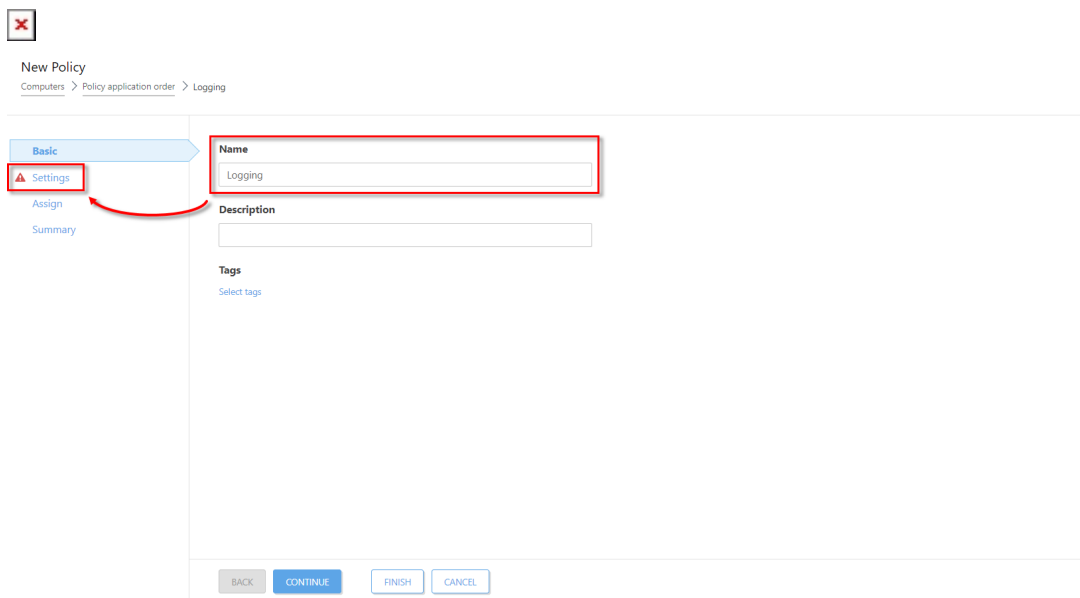 New Policy
Computers > Policy application order > Logging
Basic
Settings
Assign
Summary
Name
Logging
Description
Tags
Select tags
BACK CONTINUE FINISH CANCEL